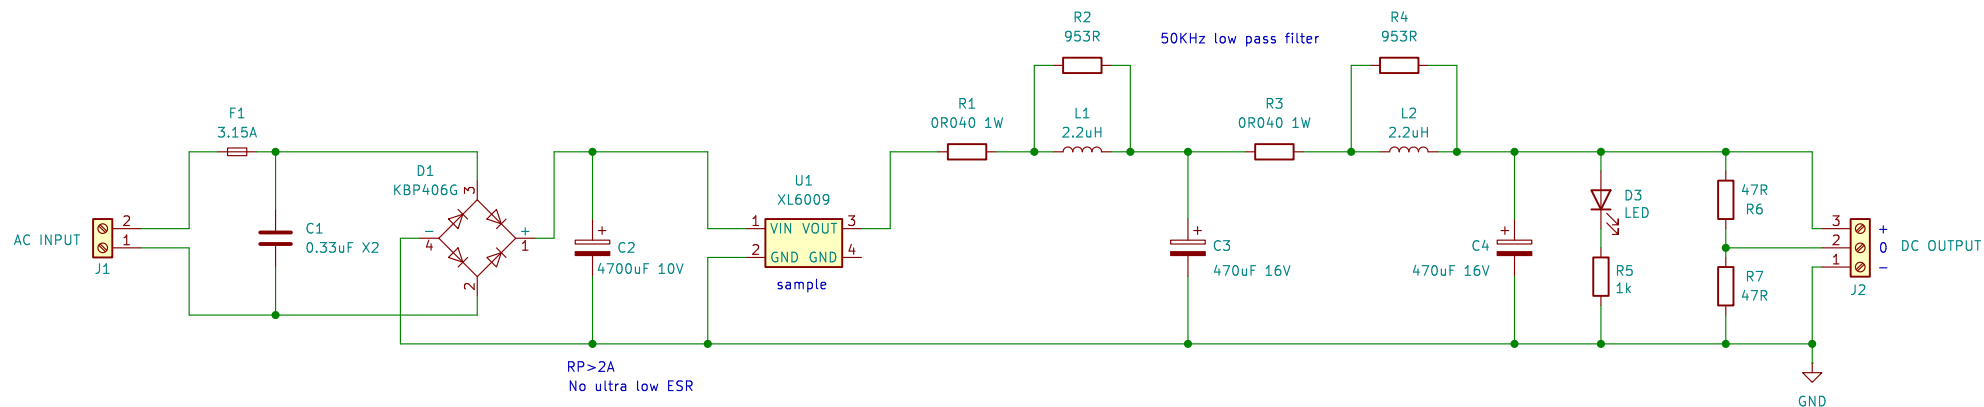 AC INPUT
2
1
J1
F1
3.15A
C1
0.33uF X2
D1
KBP406G
3
−
4
+
1
2
C2
4700uF 10V
RP>2A
No ultra low ESR
U1
XL6009
1
VIN VOUT
3
2
GND GND
4
sample
R1
0R040 1W
R2
953R
L1
2.2uH
50KHz low pass filter
C3
470uF 16V
R3
0R040 1W
R4
953R
L2
2.2uH
C4
470uF 16V
D3
LED
R5
1k
47R
R6
R7
47R
3
+
2
0
1
−
DC OUTPUT
J2
GND